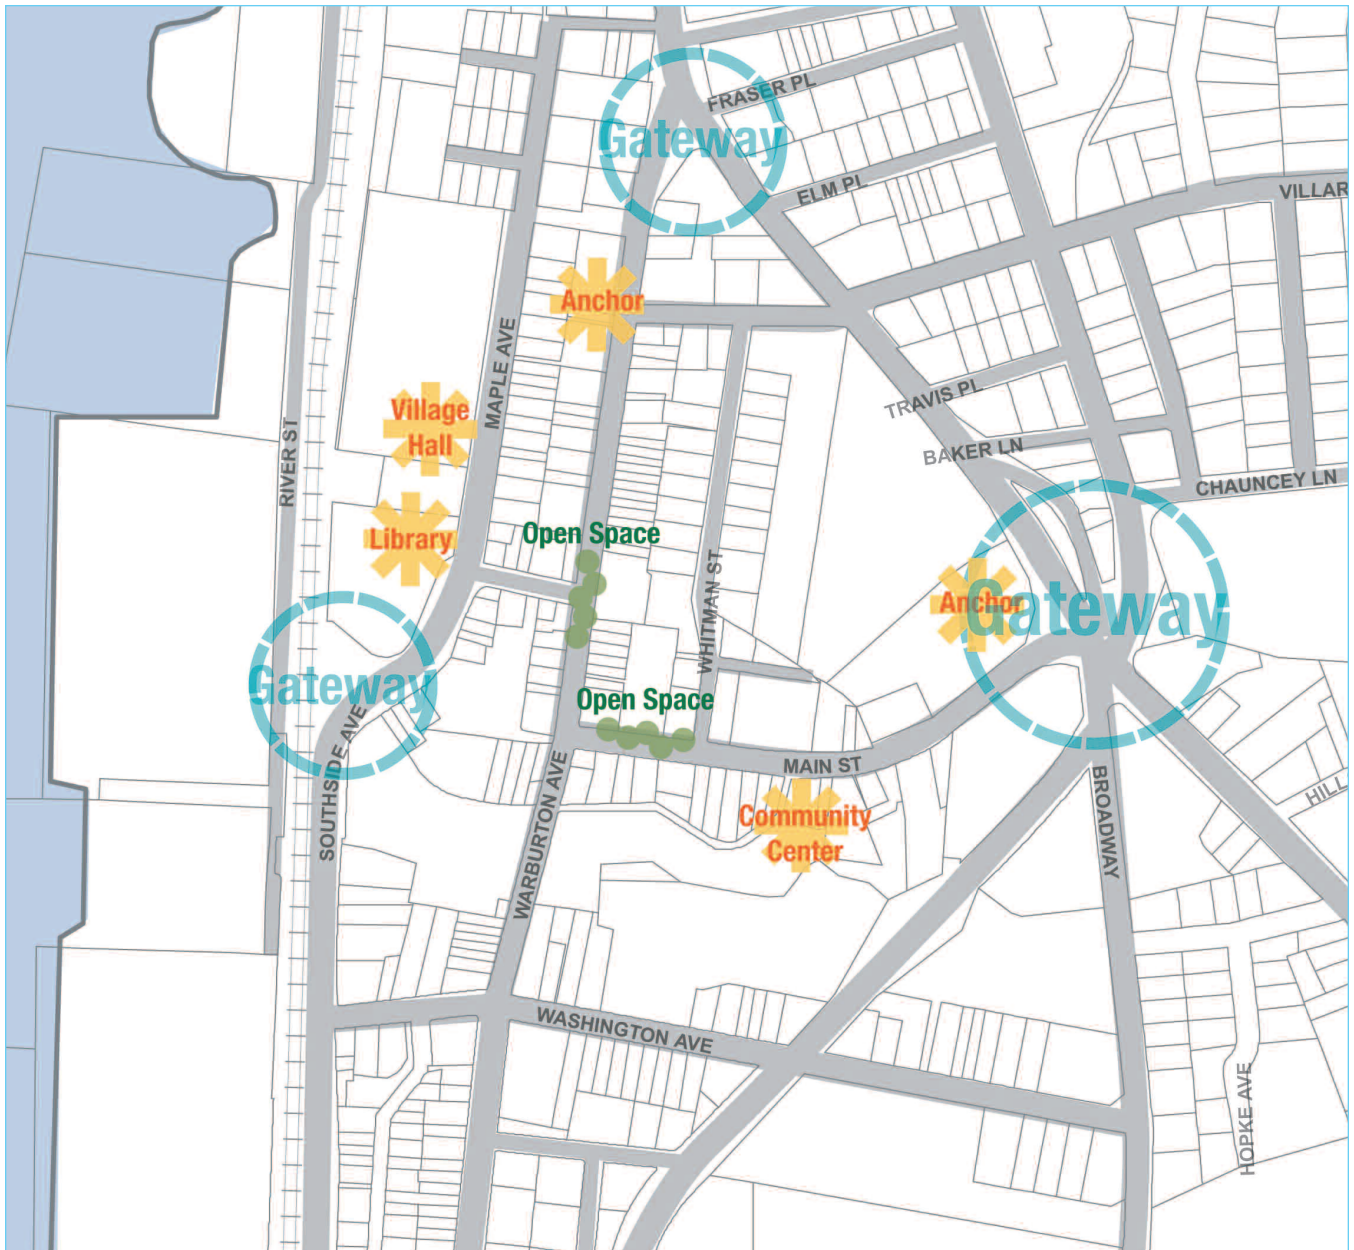 FRASER PL
Gateway
ELM PL
VILLAR
Anchor
MAPLE AVE
TRAVIS PL
Village
Hall
RIVER ST
BAKER LN
CHAUNCEY LN
Open Space
Library
WHITMAN ST
Anchor
Gateway
Gateway
Open Space
SOUTHSIDE AVE
MAIN ST
WARBURTON AVE
BROADWAY
HILL
Community
Center
WASHINGTON AVE
HOPKE AVE